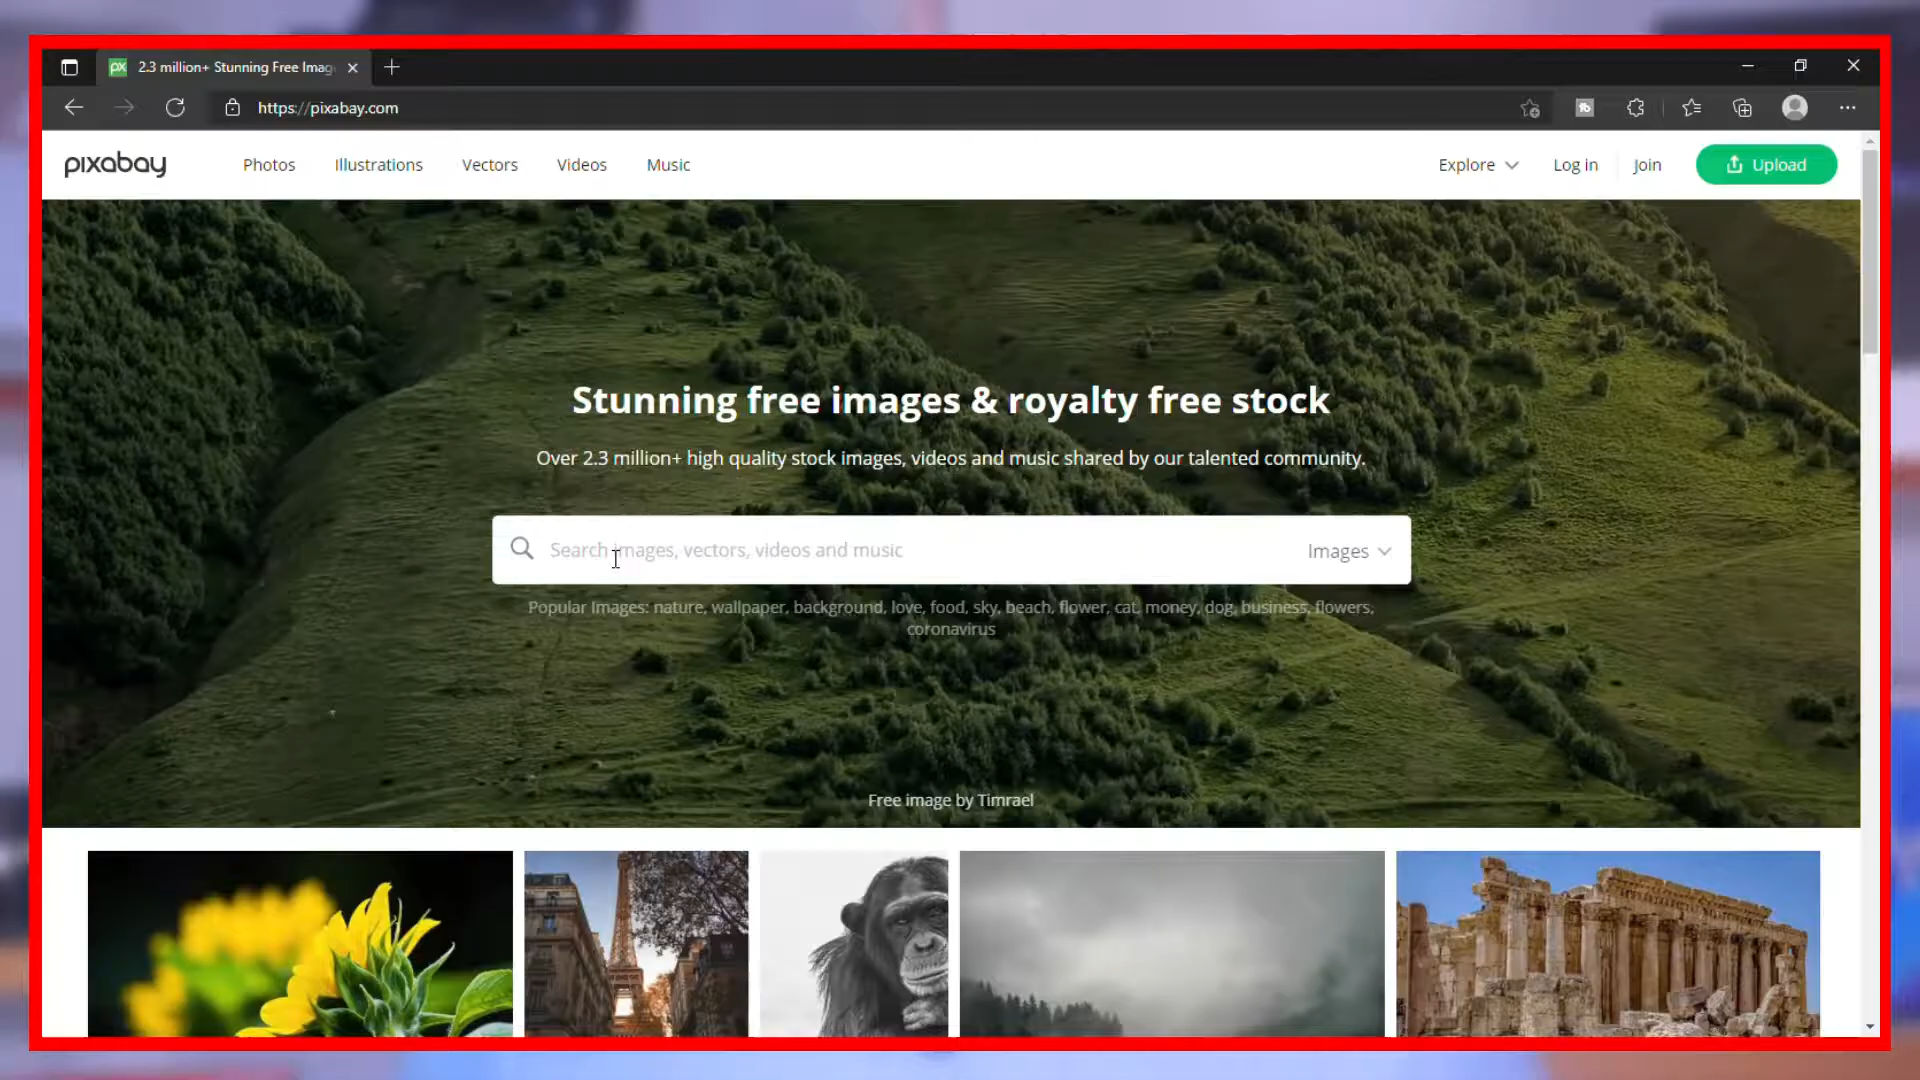 px 2.3 million+ Stunning Free Imag
https://pixabay.com
pixabay Photos Illustrations Vectors Videos Music Explore Log in Join Upload
Stunning free images & royalty free stock
Over 2.3 million+ high quality stock images, videos and music shared by our talented community.
Search images, vectors, videos and music Images
Popular Images: nature, wallpaper, background, love, food, sky, beach, flower, cat, money, dog, business, flowers,
coronavirus
Free image by Timrael